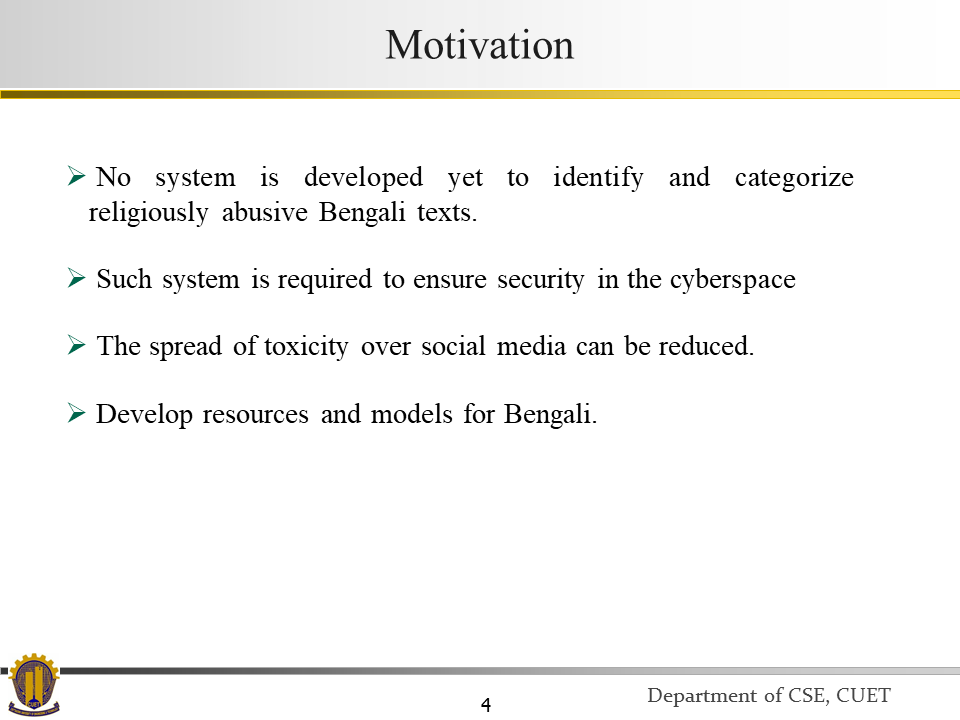 Motivation
➢ No system is developed yet to identify and categorize
religiously abusive Bengali texts.
➢ Such system is required to ensure security in the cyberspace
➢ The spread of toxicity over social media can be reduced.
➢ Develop resources and models for Bengali.
CUET
4
Department of CSE, CUET